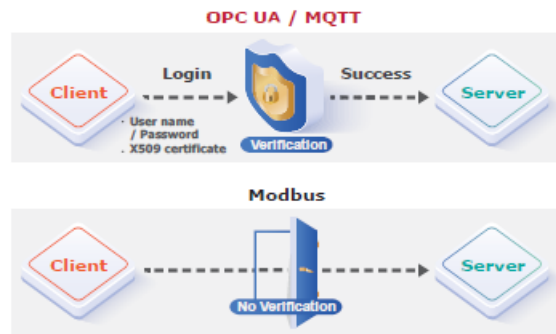 OPC UA / MQTT
Login
Success
Client
Server
· User name
/ Password
. X509 certificate
Verification
Modbus
Client
Server
No Verification